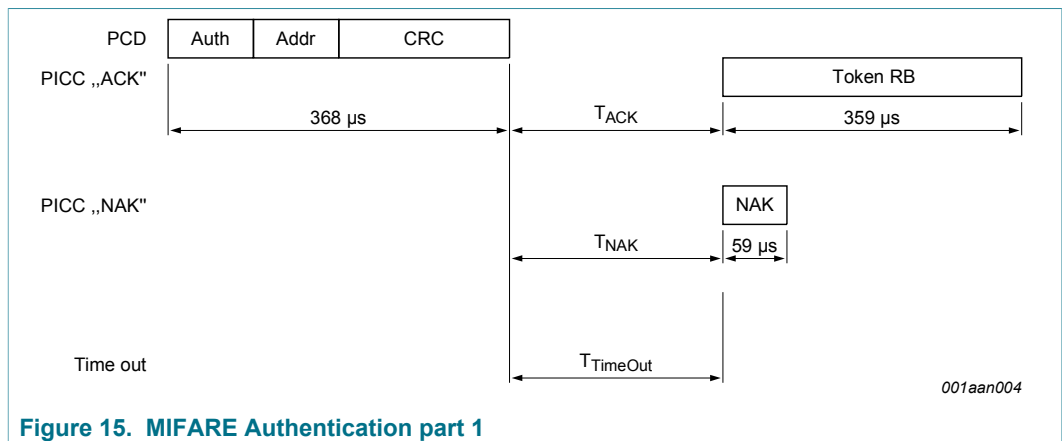 PCD Auth Addr CRC
PICC ,,ACK" Token RB
368 µs TACK 359 µs
PICC ,,NAK" NAK
TNAK 59 µs
Time out TTimeOut
001aan004
Figure 15. MIFARE Authentication part 1